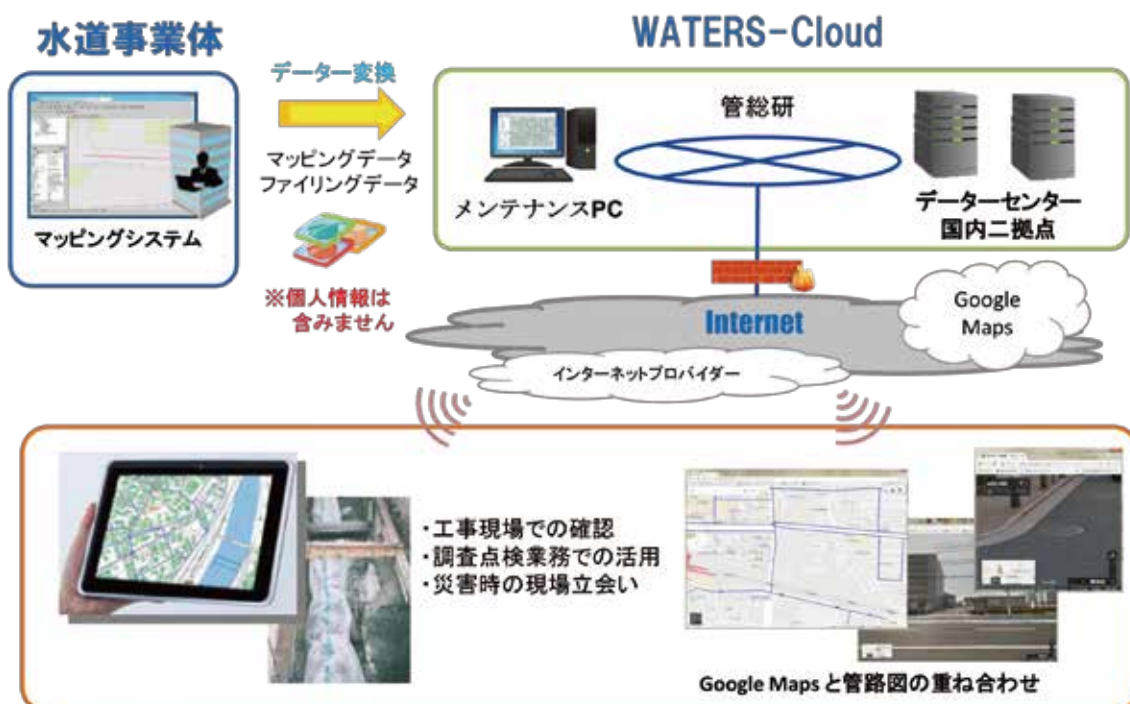 水道事業体
WATERS-Cloud
データー変換
マッピングデータ
ファイリングデータ
※個人情報は
含みません
マッピングシステム
管総研
メンテナンスPC
データーセンター
国内二拠点
Internet
Google
Maps
インターネットプロバイダー
・工事現場での確認
・調査点検業務での活用
・災害時の現場立会い
Google Maps と管路図の重ね合わせ